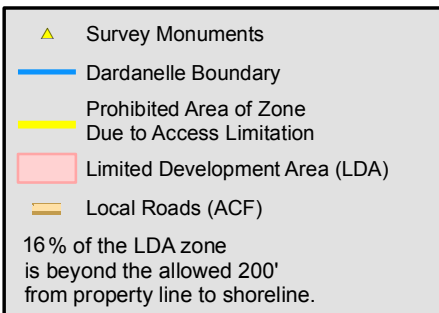 Survey Monuments
Dardanelle Boundary
Prohibited Area of Zone
Due to Access Limitation
Limited Development Area (LDA)
Local Roads (ACF)
16% of the LDA zone
is beyond the allowed 200'
from property line to shoreline.